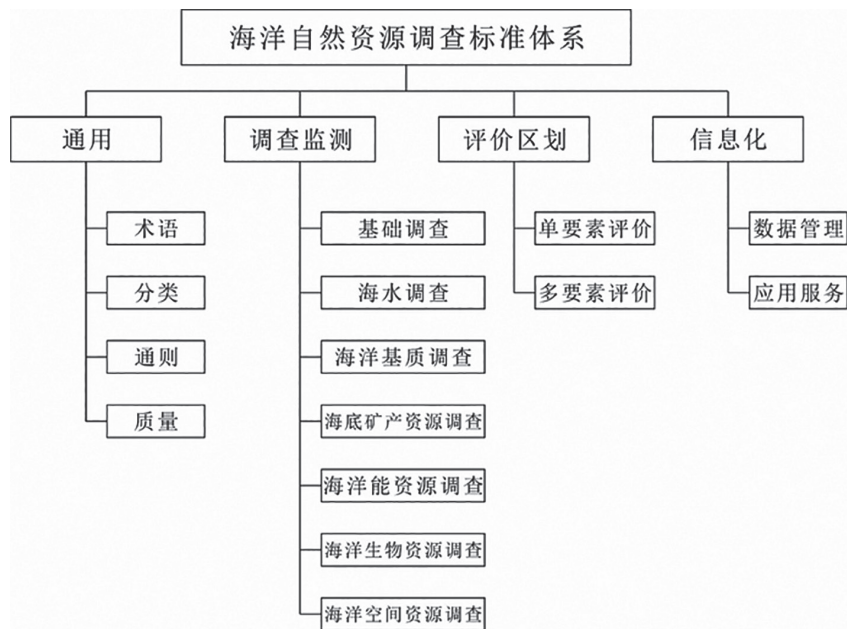 海洋自然资源调查标准体系
通用
调查监测
评价区划
信息化
术语
分类
通则
质量
基础调查
海水调查
海洋基质调查
海底矿产资源调查
海洋能资源调查
海洋生物资源调查
海洋空间资源调查
单要素评价
多要素评价
数据管理
应用服务